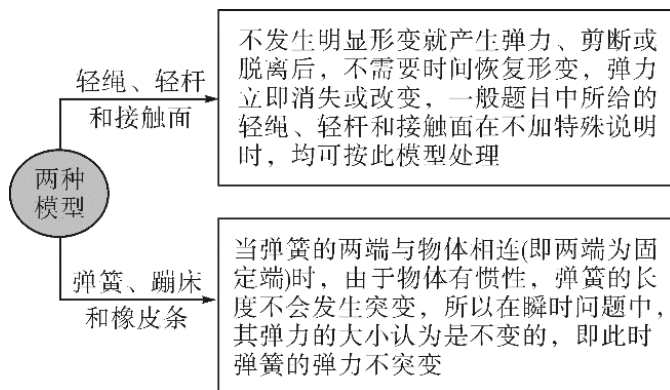 不发生明显形变就产生弹力、剪断或
脱离后，不需要时间恢复形变，弹力
立即消失或改变，一般题目中所给的
轻绳、轻杆和接触面在不加特殊说明
时，均可按此模型处理
轻绳、轻杆
和接触面
两种
模型
弹簧、蹦床
和橡皮条
当弹簧的两端与物体相连(即两端为固
定端)时，由于物体有惯性，弹簧的长
度不会发生突变，所以在瞬时问题中，
其弹力的大小认为是不变的，即此时
弹簧的弹力不突变